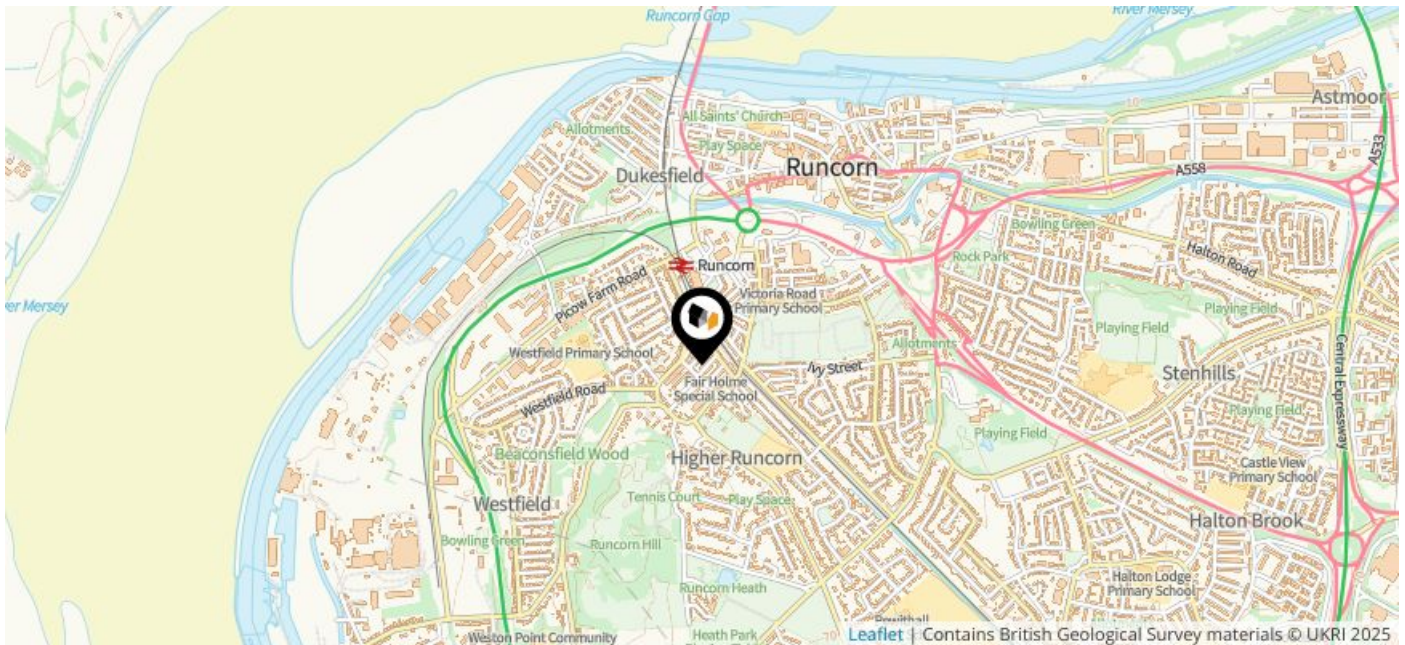 Runcorn Gap
River Mersey
Astmoor
All Saints' Church
Allotments
Play Space
10
Dukesfield
Runcorn
A558
A533
Bowling Green
Halton Road
Rock Park
Runcorn
Picow Farm Road
Victoria Road
Primary School
Playing Field
Playing Field
Allotments
Westfield Primary School
Ivy Street
Stenhills
Central Expressway
Fair Holme
Special School
Westfield Road
Playing Field
Playing Field
Beaconsfield Wood
Higher Runcorn
Castle View
Primary School
Tennis Court
Play Space
Westfield
Halton Brook
Bowling Green
Runcorn Hill
Halton Lodge
Primary School
Runcorn Heath
Weston Point Community
Heath Park
Leaflet | Contains British Geological Survey materials © UKRI 2025